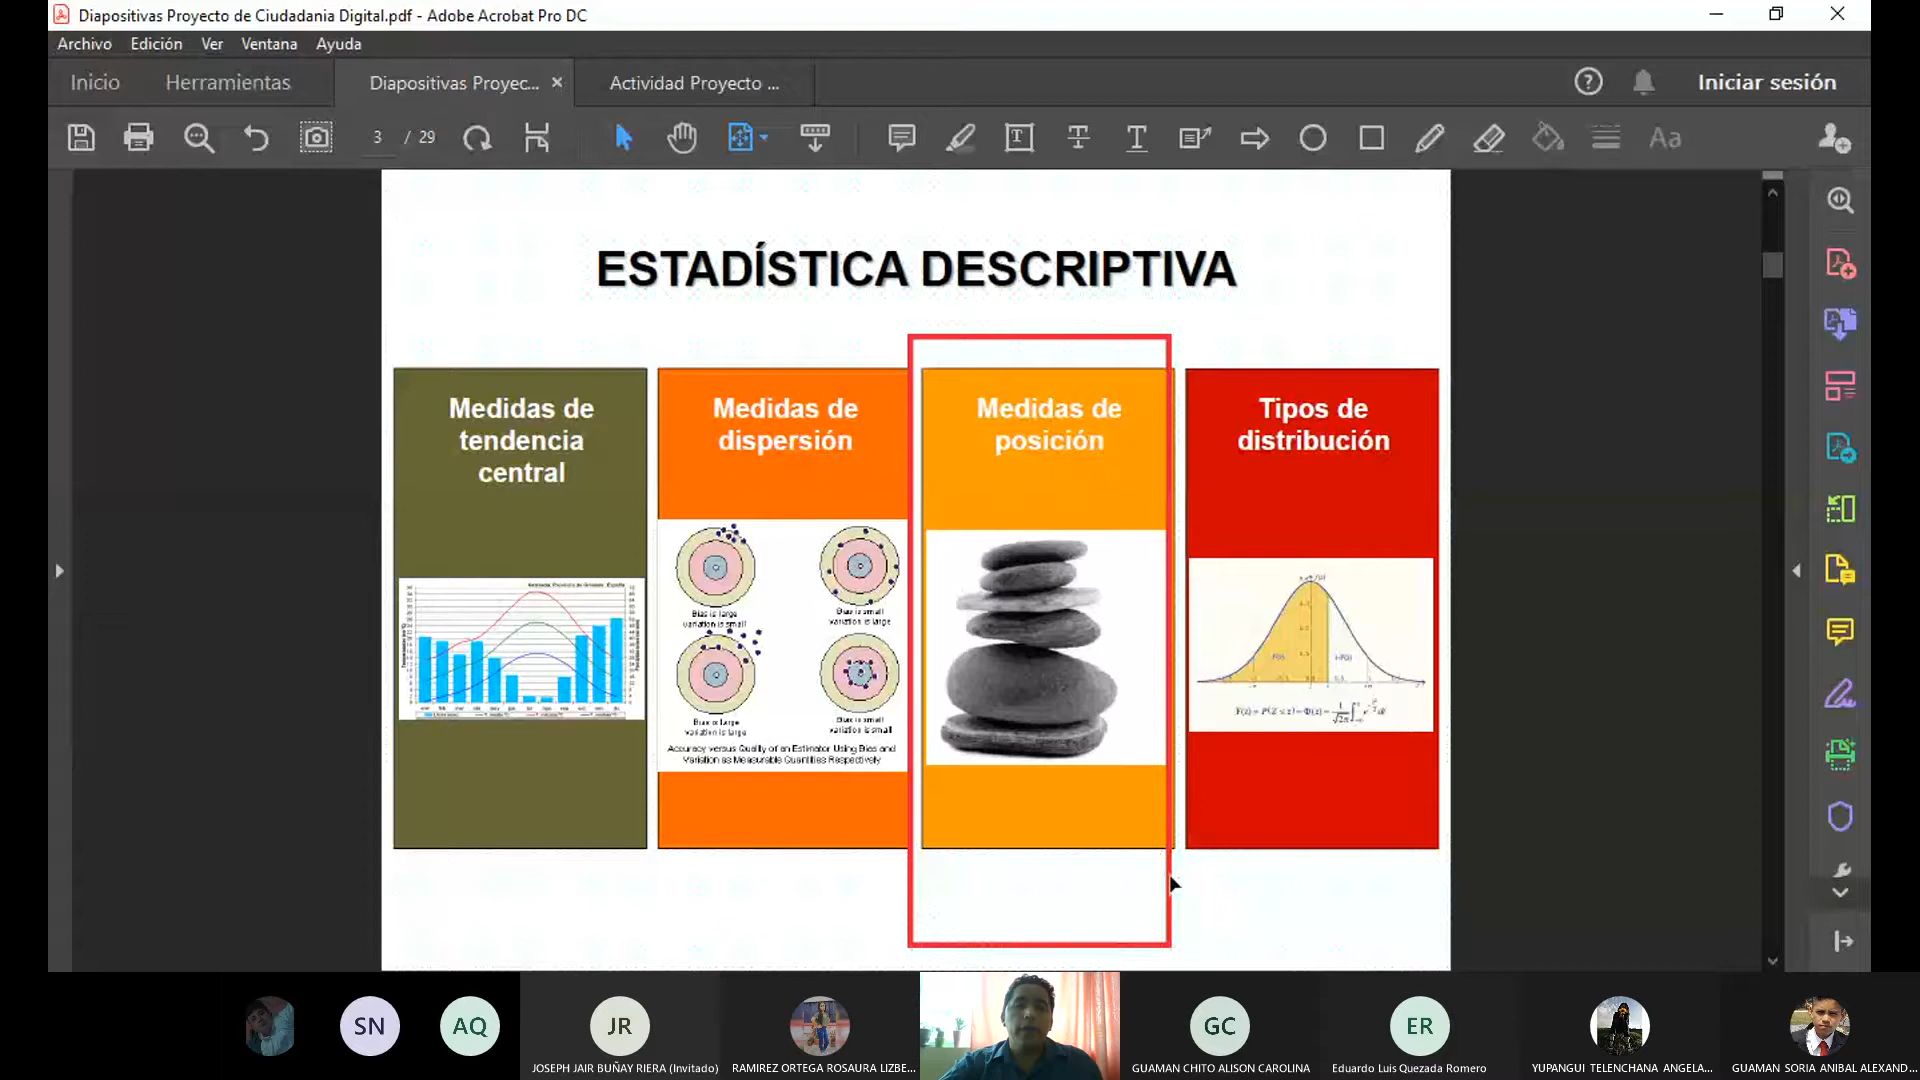 Diapositivas Proyecto de Ciudadania Digital.pdf - Adobe Acrobat Pro DC
Archivo Edición Ver Ventana Ayuda
Inicio Herramientas Diapositivas Proyec... Actividad Proyecto ... Iniciar sesión
3 / 29
ESTADÍSTICA DESCRIPTIVA
Medidas de
tendencia
central
Medidas de
dispersión
Bias is large
variation is small
Bias is small
variation is large
Bias is large
variation is large
Bias is small
variation is small
Accuracy versus Quality of an Estimator Using Bias and
Variation as Measurable Quantities Respectively
Medidas de
posición
Tipos de
distribución
SN
AQ
JR
GC
ER
JOSEPH JAIR BUÑAY RIERA (Invitado)
RAMIREZ ORTEGA ROSAURA LIZBE...
GUAMAN CHITO ALISON CAROLINA
Eduardo Luis Quezada Romero
YUPANGUI TELENCHANA ANGELA...
GUAMAN SORIA ANIBAL ALEXAND...